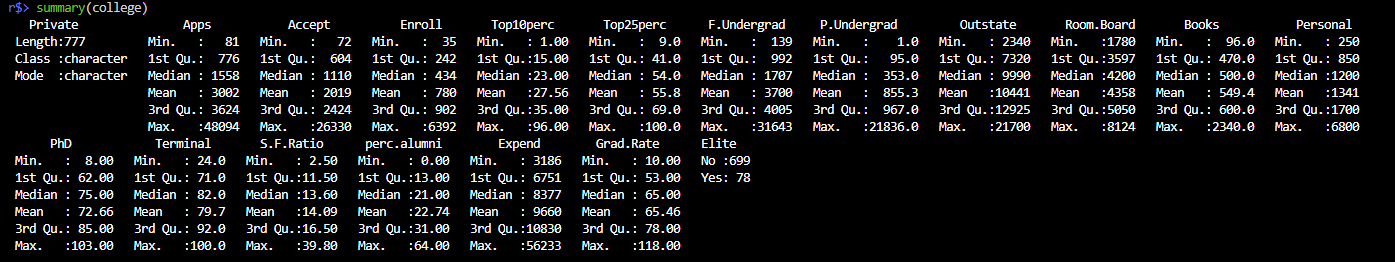 r$> summary(college)
   Private               Apps           Accept          Enroll       Top10perc       Top25perc      F.Undergrad     P.Undergrad         Outstate       Room.Board       Books           Personal
 Length:777         Min.   :   81   Min.   :   72   Min.   :  35   Min.   : 1.00   Min.   :  9.0   Min.   :  139   Min.   :    1.0   Min.   : 2340   Min.   :1780   Min.   :  96.0   Min.   : 250
 Class :character   1st Qu.:  776   1st Qu.:  604   1st Qu.: 242   1st Qu.:15.00   1st Qu.: 41.0   1st Qu.:  992   1st Qu.:   95.0   1st Qu.: 7320   1st Qu.:3597   1st Qu.: 470.0   1st Qu.: 850
 Mode  :character   Median : 1558   Median : 1110   Median : 434   Median :23.00   Median : 54.0   Median : 1707   Median :  353.0   Median : 9990   Median :4200   Median : 500.0   Median :1200
                    Mean   : 3002   Mean   : 2019   Mean   : 780   Mean   :27.56   Mean   : 55.8   Mean   : 3700   Mean   :  855.3   Mean   :10441   Mean   :4358   Mean   : 549.4   Mean   :1341
                    3rd Qu.: 3624   3rd Qu.: 2424   3rd Qu.: 902   3rd Qu.:35.00   3rd Qu.: 69.0   3rd Qu.: 4005   3rd Qu.:  967.0   3rd Qu.:12925   3rd Qu.:5050   3rd Qu.: 600.0   3rd Qu.:1700
                    Max.   :48094   Max.   :26330   Max.   :6392   Max.   :96.00   Max.   :100.0   Max.   :31643   Max.   :21836.0   Max.   :21700   Max.   :8124   Max.   :2340.0   Max.   :6800
      PhD            Terminal       S.F.Ratio      perc.alumni        Expend        Grad.Rate      Elite
 Min.   :  8.00   Min.   : 24.0   Min.   : 2.50   Min.   : 0.00   Min.   : 3186   Min.   : 10.00   No :699
 1st Qu.: 62.00   1st Qu.: 71.0   1st Qu.:11.50   1st Qu.:13.00   1st Qu.: 6751   1st Qu.: 53.00   Yes: 78
 Median : 75.00   Median : 82.0   Median :13.60   Median :21.00   Median : 8377   Median : 65.00
 Mean   : 72.66   Mean   : 79.7   Mean   :14.09   Mean   :22.74   Mean   : 9660   Mean   : 65.46
 3rd Qu.: 85.00   3rd Qu.: 92.0   3rd Qu.:16.50   3rd Qu.:31.00   3rd Qu.:10830   3rd Qu.: 78.00
 Max.   :103.00   Max.   :100.0   Max.   :39.80   Max.   :64.00   Max.   :56233   Max.   :118.00